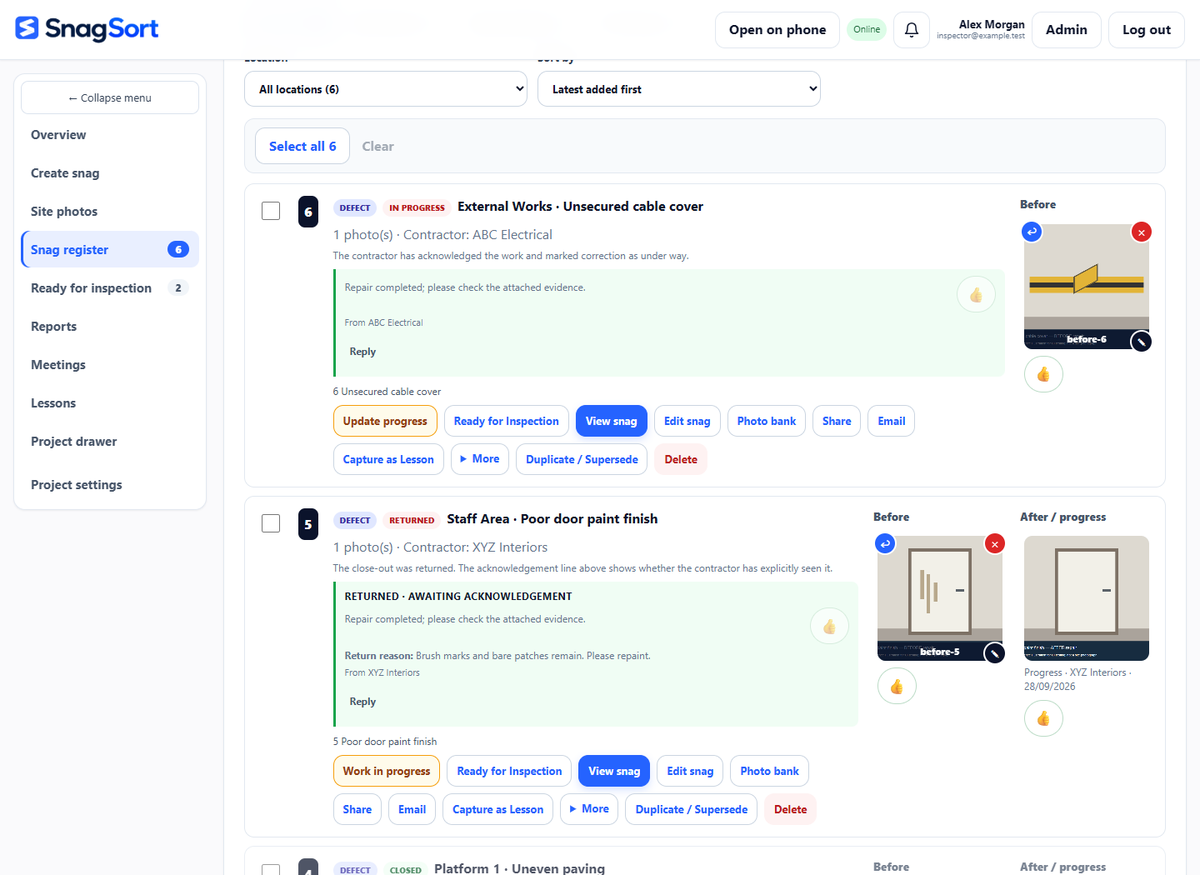 SnagSort
Open on phone
Online
Alex Morgan
inspector@example.test
Admin
Log out
← Collapse menu
Overview
Create snag
Site photos
Snag register 6
Ready for inspection 2
Reports
Meetings
Lessons
Project drawer
Project settings
All locations (6)
Latest added first
Select all 6
Clear
6
DEFECT
IN PROGRESS
External Works · Unsecured cable cover
1 photo(s) · Contractor: ABC Electrical
The contractor has acknowledged the work and marked correction as under way.
Repair completed; please check the attached evidence.
From ABC Electrical
Reply
6 Unsecured cable cover
Update progress
Ready for Inspection
View snag
Edit snag
Photo bank
Share
Email
Capture as Lesson
▶ More
Duplicate / Supersede
Delete
Before
before-6
5
DEFECT
RETURNED
Staff Area · Poor door paint finish
1 photo(s) · Contractor: XYZ Interiors
The close-out was returned. The acknowledgement line above shows whether the contractor has explicitly seen it.
RETURNED · AWAITING ACKNOWLEDGEMENT
Repair completed; please check the attached evidence.
Return reason: Brush marks and bare patches remain. Please repaint.
From XYZ Interiors
Reply
5 Poor door paint finish
Work in progress
Ready for Inspection
View snag
Edit snag
Photo bank
Share
Email
Capture as Lesson
▶ More
Duplicate / Supersede
Delete
Before
before-5
After / progress
Progress · XYZ Interiors ·
28/09/2026
DEFECT
CLOSED
Platform 1 · Uneven paving
Before
After / progress